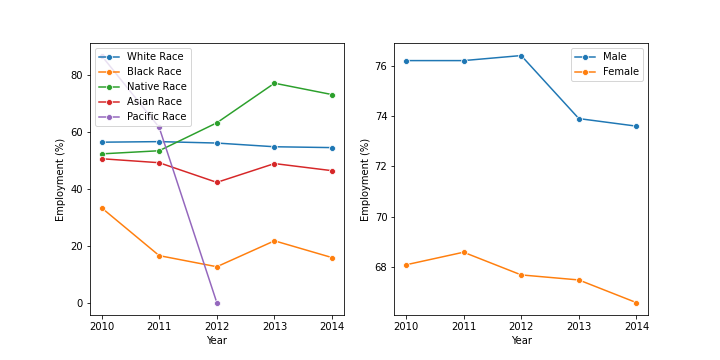 White Race
Black Race
Native Race
Asian Race
Pacific Race
80
60
40
20
0
2010 2011 2012 2013 2014
Year
Employment (%)
Male
Female
76
74
72
70
68
2010 2011 2012 2013 2014
Year
Employment (%)